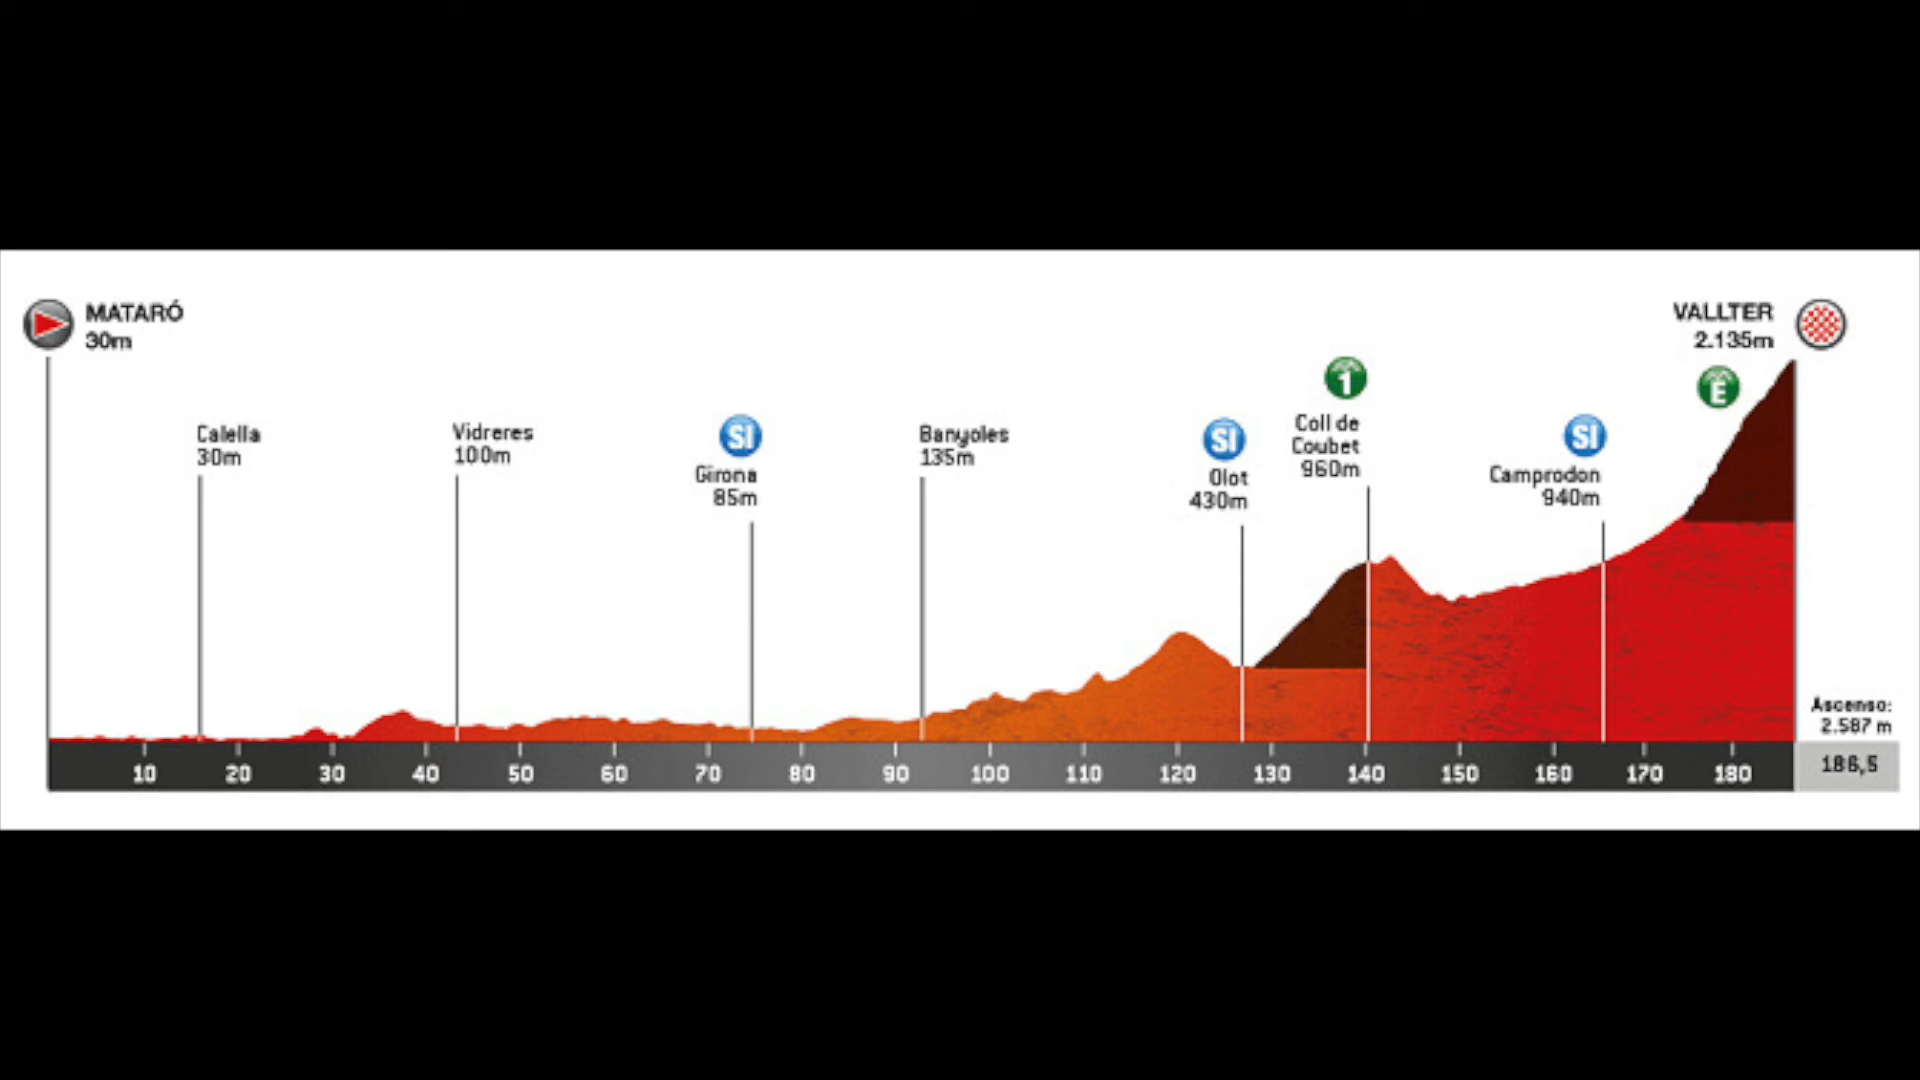 MATARÓ
30m
Calella
30m
Vidreres
100m
SI
Girona
85m
Banyoles
135m
SI
Olot
430m
1
Coll de
Coubet
960m
SI
Camprodon
940m
VALLTER
2.135m
E
Ascenso:
2.587 m
10 20 30 40 50 60 70 80 90 100 110 120 130 140 150 160 170 180 186,5